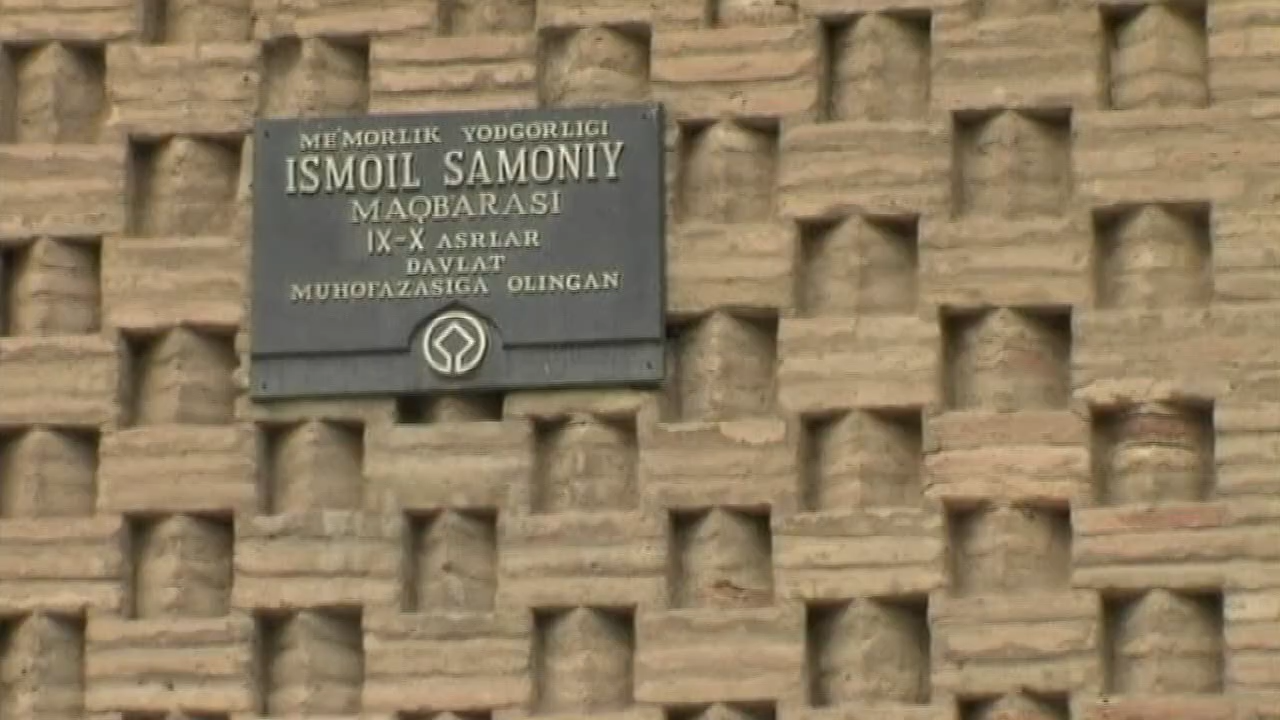 ME'MORLIK YODGORLIGI
ISMOIL SAMONIY
MAQBARASI
IX-X ASRLAR
DAVLAT
MUHOFAZASIGA OLINGAN